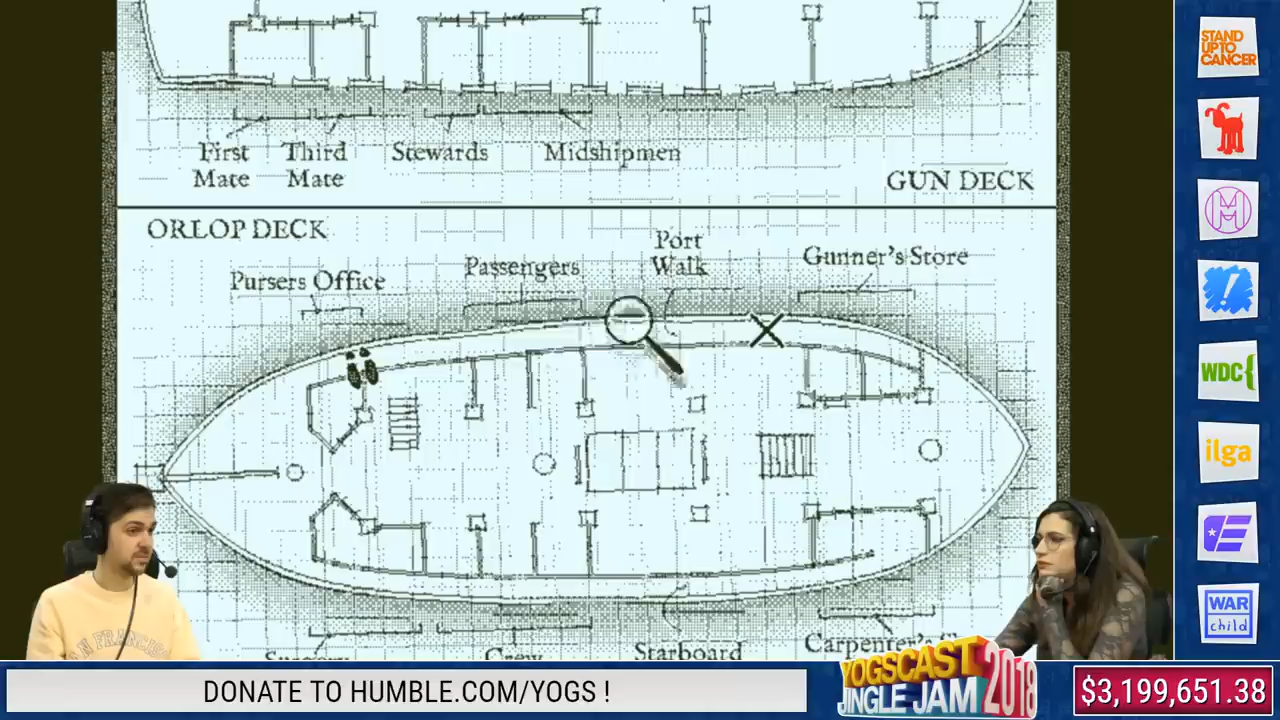 First Mate
Third Mate
Stewards
Midshipmen
GUN DECK
ORLOP DECK
Pursers Office
Passengers
Port Walk
Gunner's Store
Surgery
Crew
Starboard
Carpenter's
STAND UP TO CANCER
WDC
ilga
WAR child
DONATE TO HUMBLE.COM/YOGS !
YOGSCAST JINGLE JAM 2018
$3,199,651.38